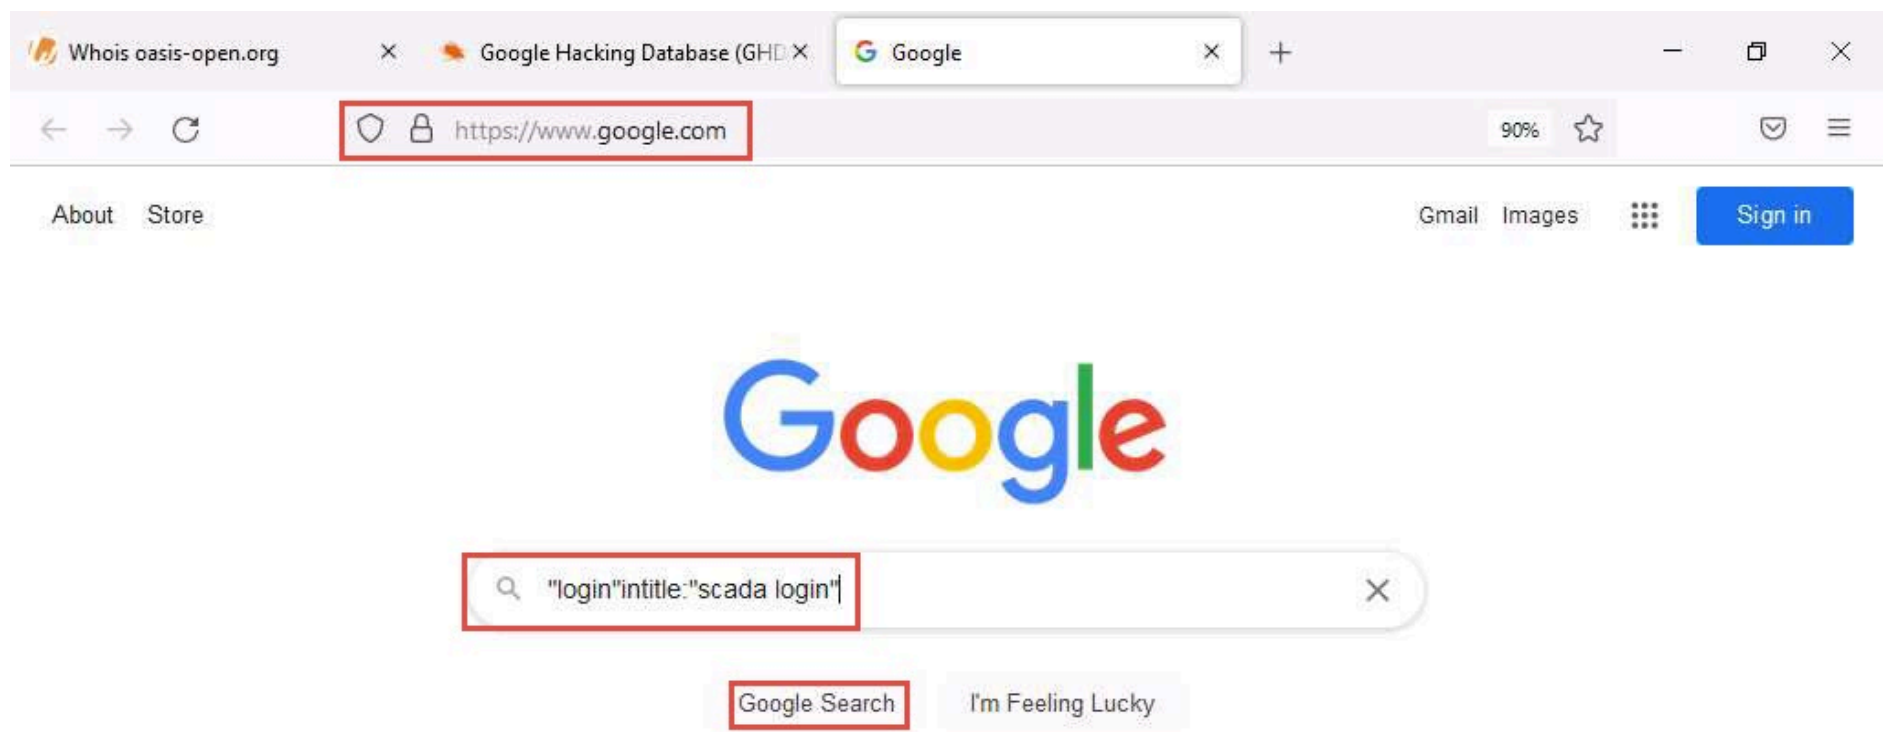 Whois oasis-open.org
Google Hacking Database (GHD
Google
https://www.google.com
90%
About Store Gmail Images Sign in
Google
"login"intitle:"scada login"
Google Search I'm Feeling Lucky